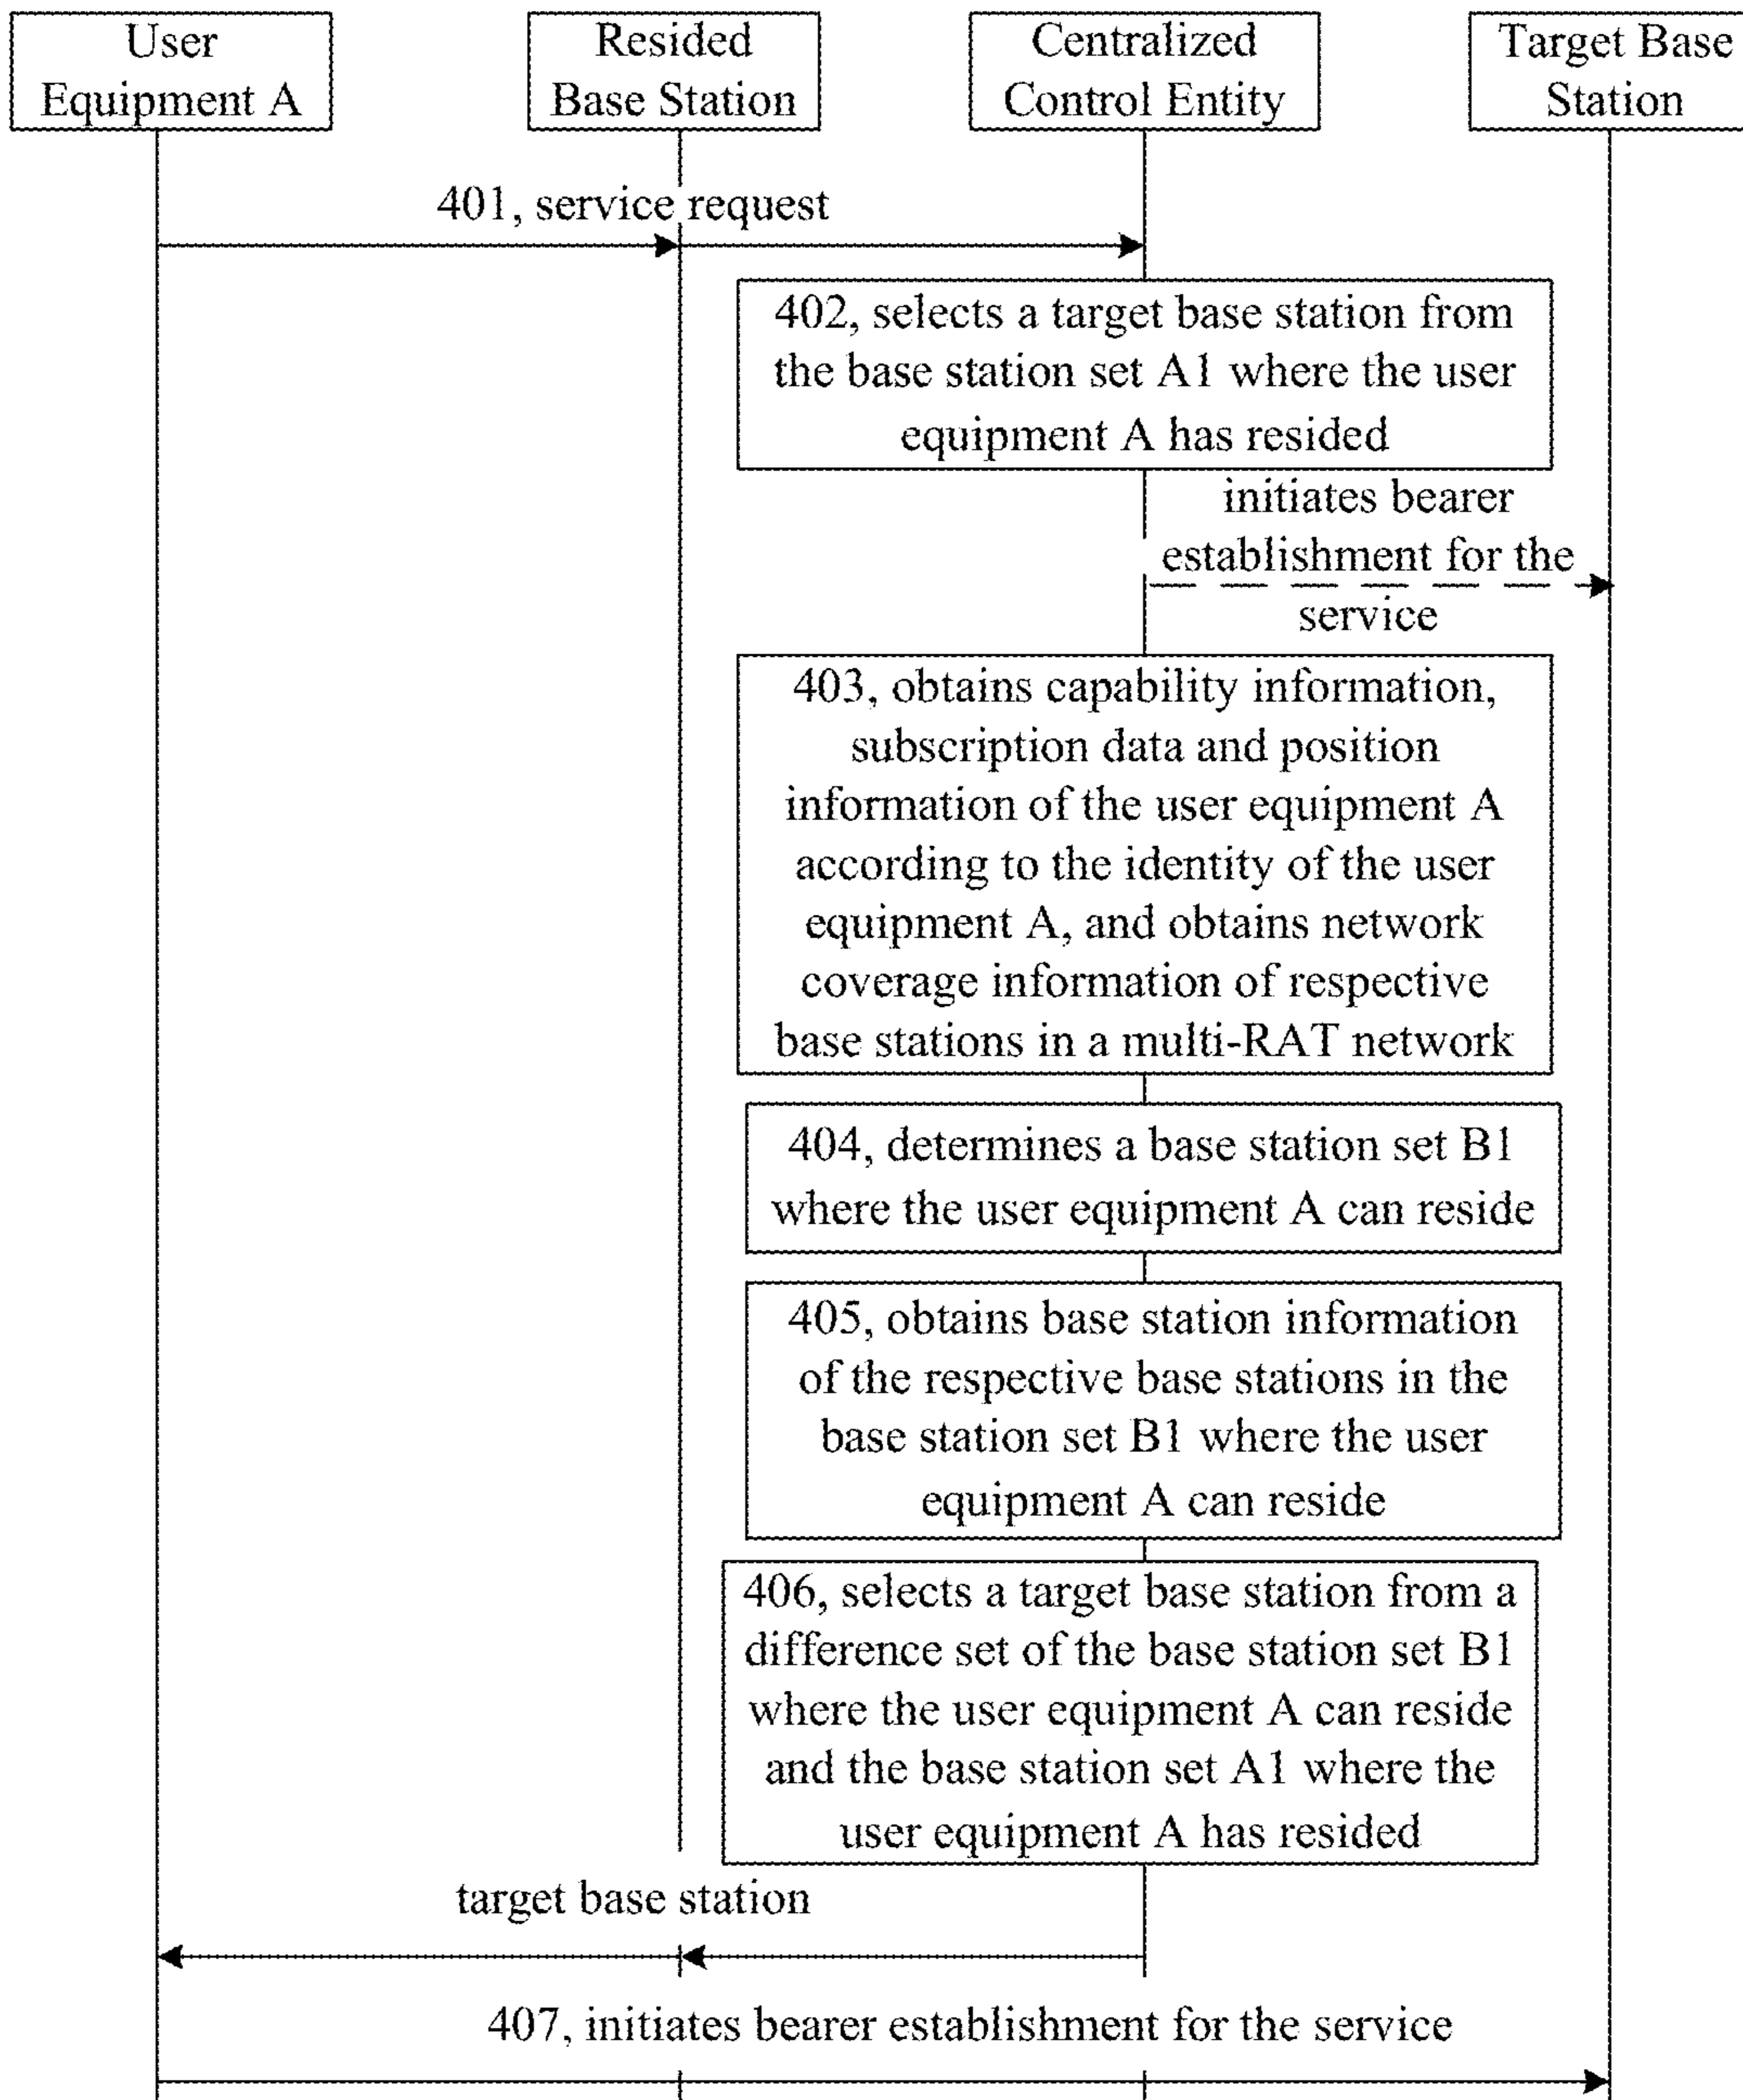 User
Equipment A
Resided
Base Station
Centralized
Control Entity
Target Base
Station
401, service request
402, selects a target base station from
the base station set A1 where the user
equipment A has resided
initiates bearer
establishment for the
service
403, obtains capability information,
subscription data and position
information of the user equipment A
according to the identity of the user
equipment A, and obtains network
coverage information of respective
base stations in a multi-RAT network
404, determines a base station set B1
where the user equipment A can reside
405, obtains base station information
of the respective base stations in the
base station set B1 where the user
equipment A can reside
406, selects a target base station from a
difference set of the base station set B1
where the user equipment A can reside
and the base station set A1 where the
user equipment A has resided
target base station
407, initiates bearer establishment for the service